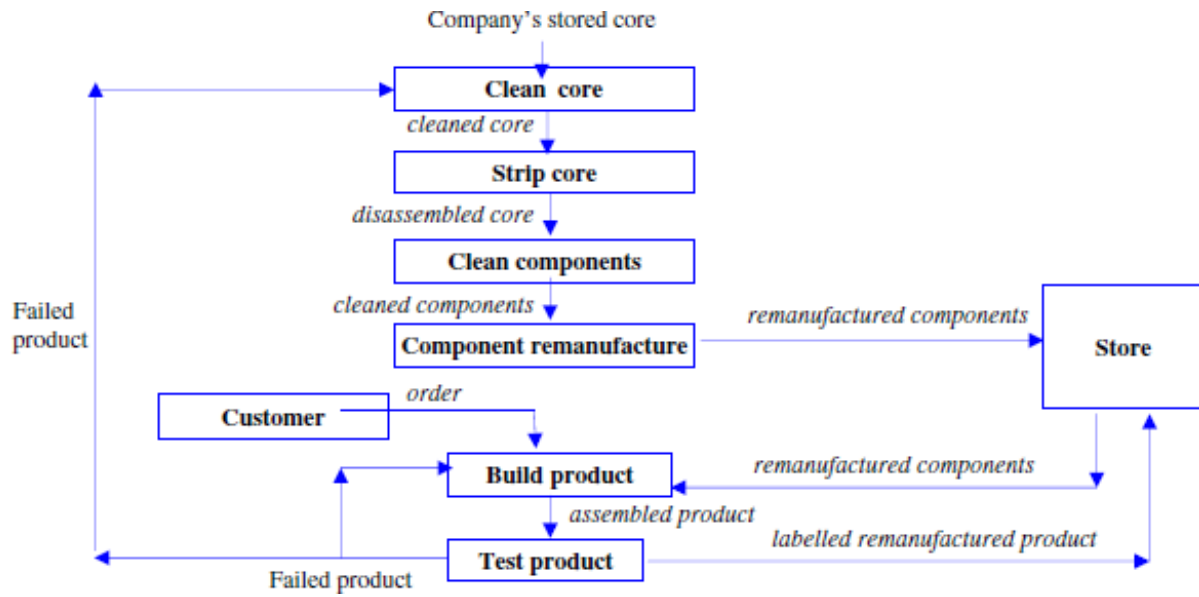 Company's stored core
Clean core
cleaned core
Strip core
disassembled core
Clean components
cleaned components
Failed
product
remanufactured components
Component remanufacture
Store
order
Customer
remanufactured components
Build product
assembled product
labelled remanufactured product
Test product
Failed product